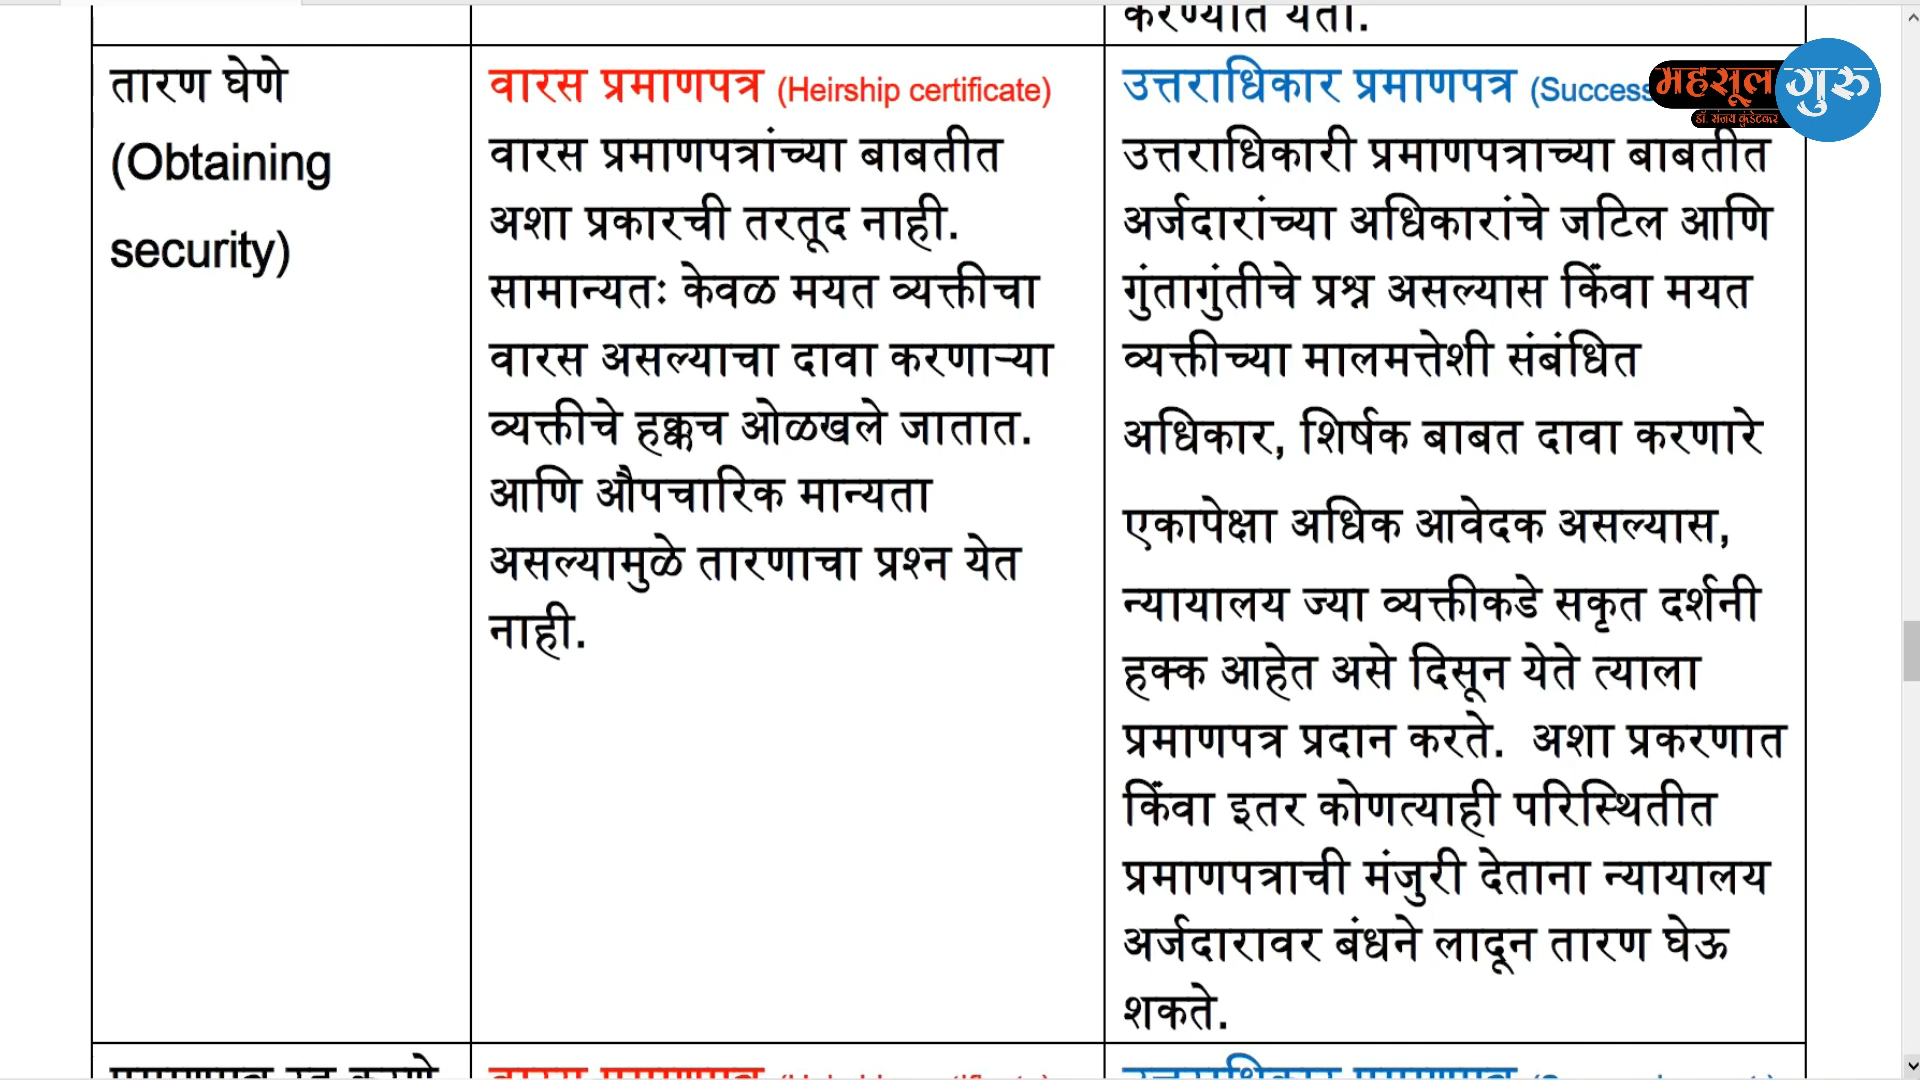 करण्यात येतो.
तारण घेणे
(Obtaining
security)
वारस प्रमाणपत्र (Heirship certificate)
वारस प्रमाणपत्रांच्या बाबतीत
अशा प्रकारची तरतूद नाही.
सामान्यतः केवळ मयत व्यक्तीचा
वारस असल्याचा दावा करणाऱ्या
व्यक्तीचे हक्कच ओळखले जातात.
आणि औपचारिक मान्यता
असल्यामुळे तारणाचा प्रश्न येत
नाही.
उत्तराधिकार प्रमाणपत्र (Success
उत्तराधिकारी प्रमाणपत्राच्या बाबतीत
अर्जदारांच्या अधिकारांचे जटिल आणि
गुंतागुंतीचे प्रश्न असल्यास किंवा मयत
व्यक्तीच्या मालमत्तेशी संबंधित
अधिकार, शिर्षक बाबत दावा करणारे
एकापेक्षा अधिक आवेदक असल्यास,
न्यायालय ज्या व्यक्तीकडे सकृत दर्शनी
हक्क आहेत असे दिसून येते त्याला
प्रमाणपत्र प्रदान करते. अशा प्रकरणात
किंवा इतर कोणत्याही परिस्थितीत
प्रमाणपत्राची मंजुरी देताना न्यायालय
अर्जदारावर बंधने लादून तारण घेऊ
शकते.
महसूल गुरु
डॉ. संजय कुंडेटकर